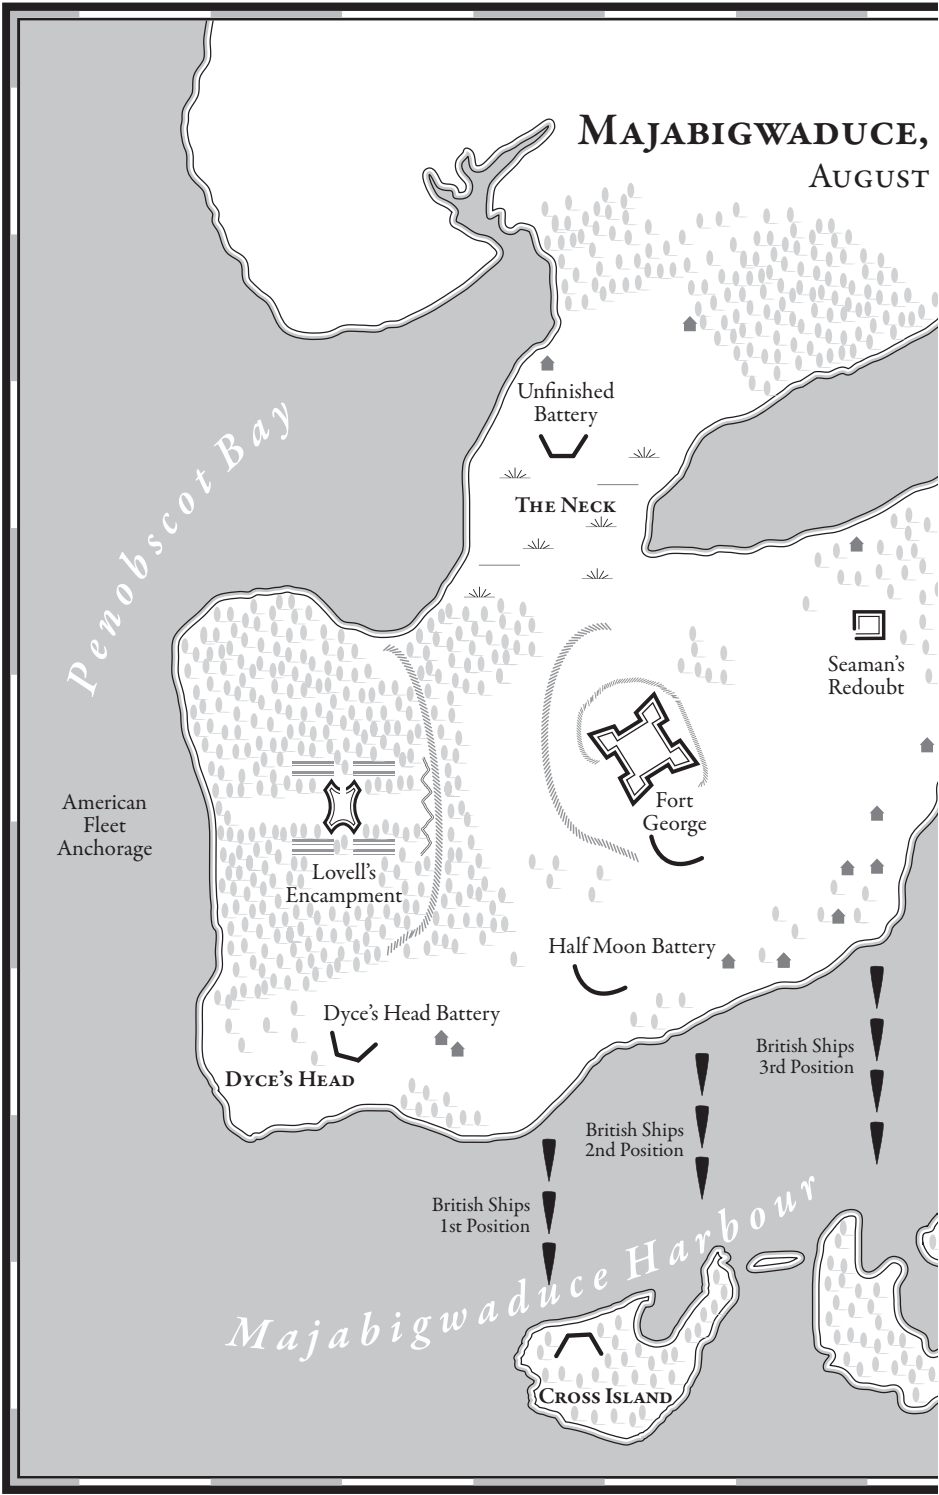 MAJABIGWADUCE,
AUGUST
Unfinished
Battery
Penobscot Bay
THE NECK
Seaman's
Redoubt
American
Fleet
Anchorage
Fort
George
Lovell's
Encampment
Half Moon Battery
Dyce's Head Battery
DYCE'S HEAD
British Ships
3rd Position
British Ships
2nd Position
British Ships
1st Position
Majabigwaduce Harbour
CROSS ISLAND